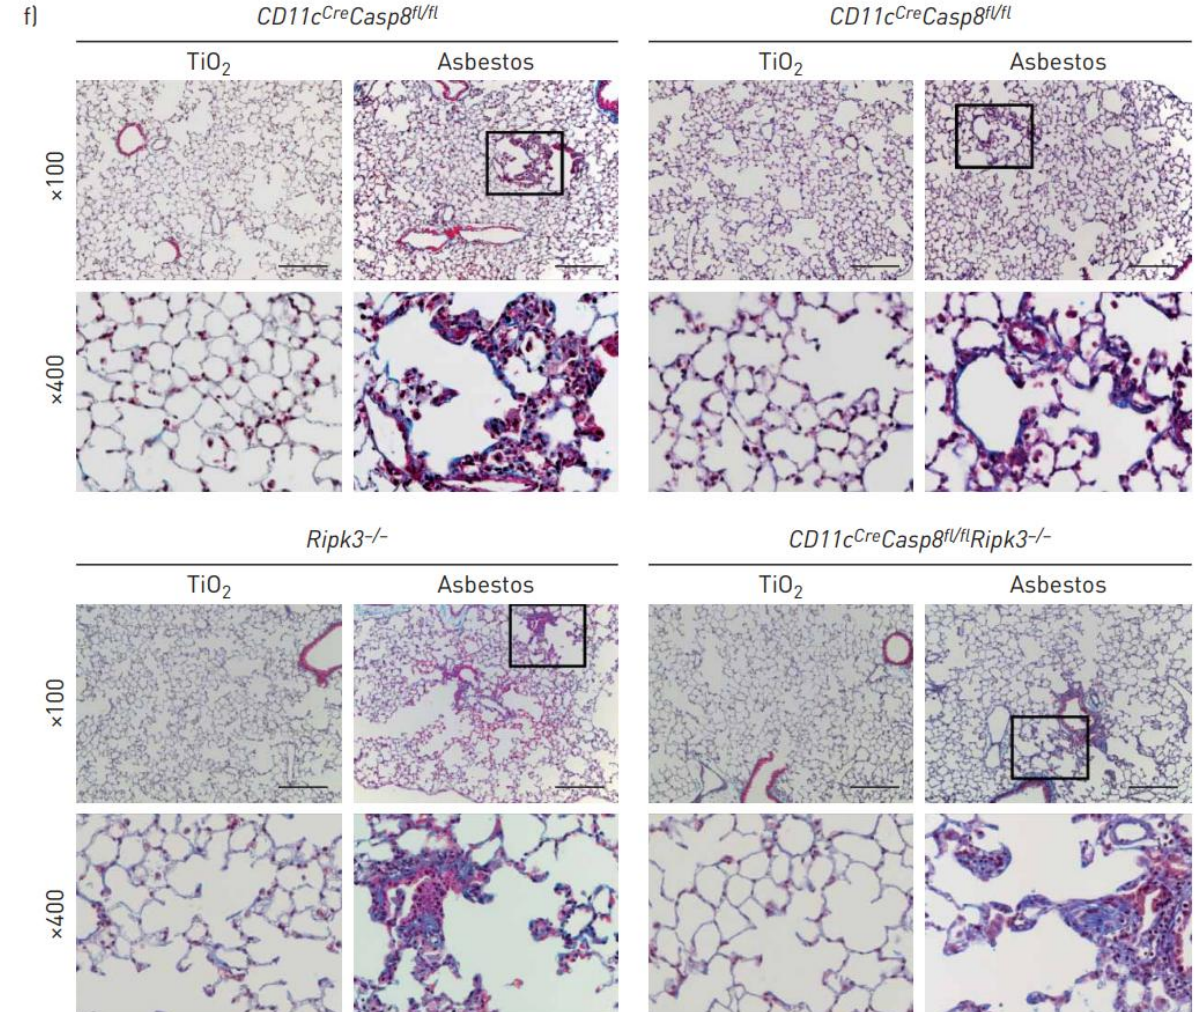 f)
CD11cCreCasp8fl/fl CD11cCreCasp8fl/fl
TiO2 Asbestos TiO2 Asbestos
×100
×400
Ripk3–/– CD11cCreCasp8fl/flRipk3–/–
TiO2 Asbestos TiO2 Asbestos
×100
×400